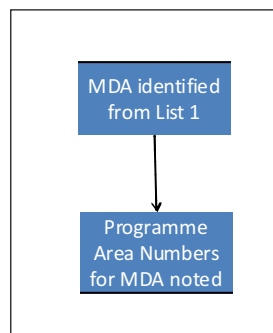 MDA identified
from List 1
Programme
Area Numbers
for MDA noted